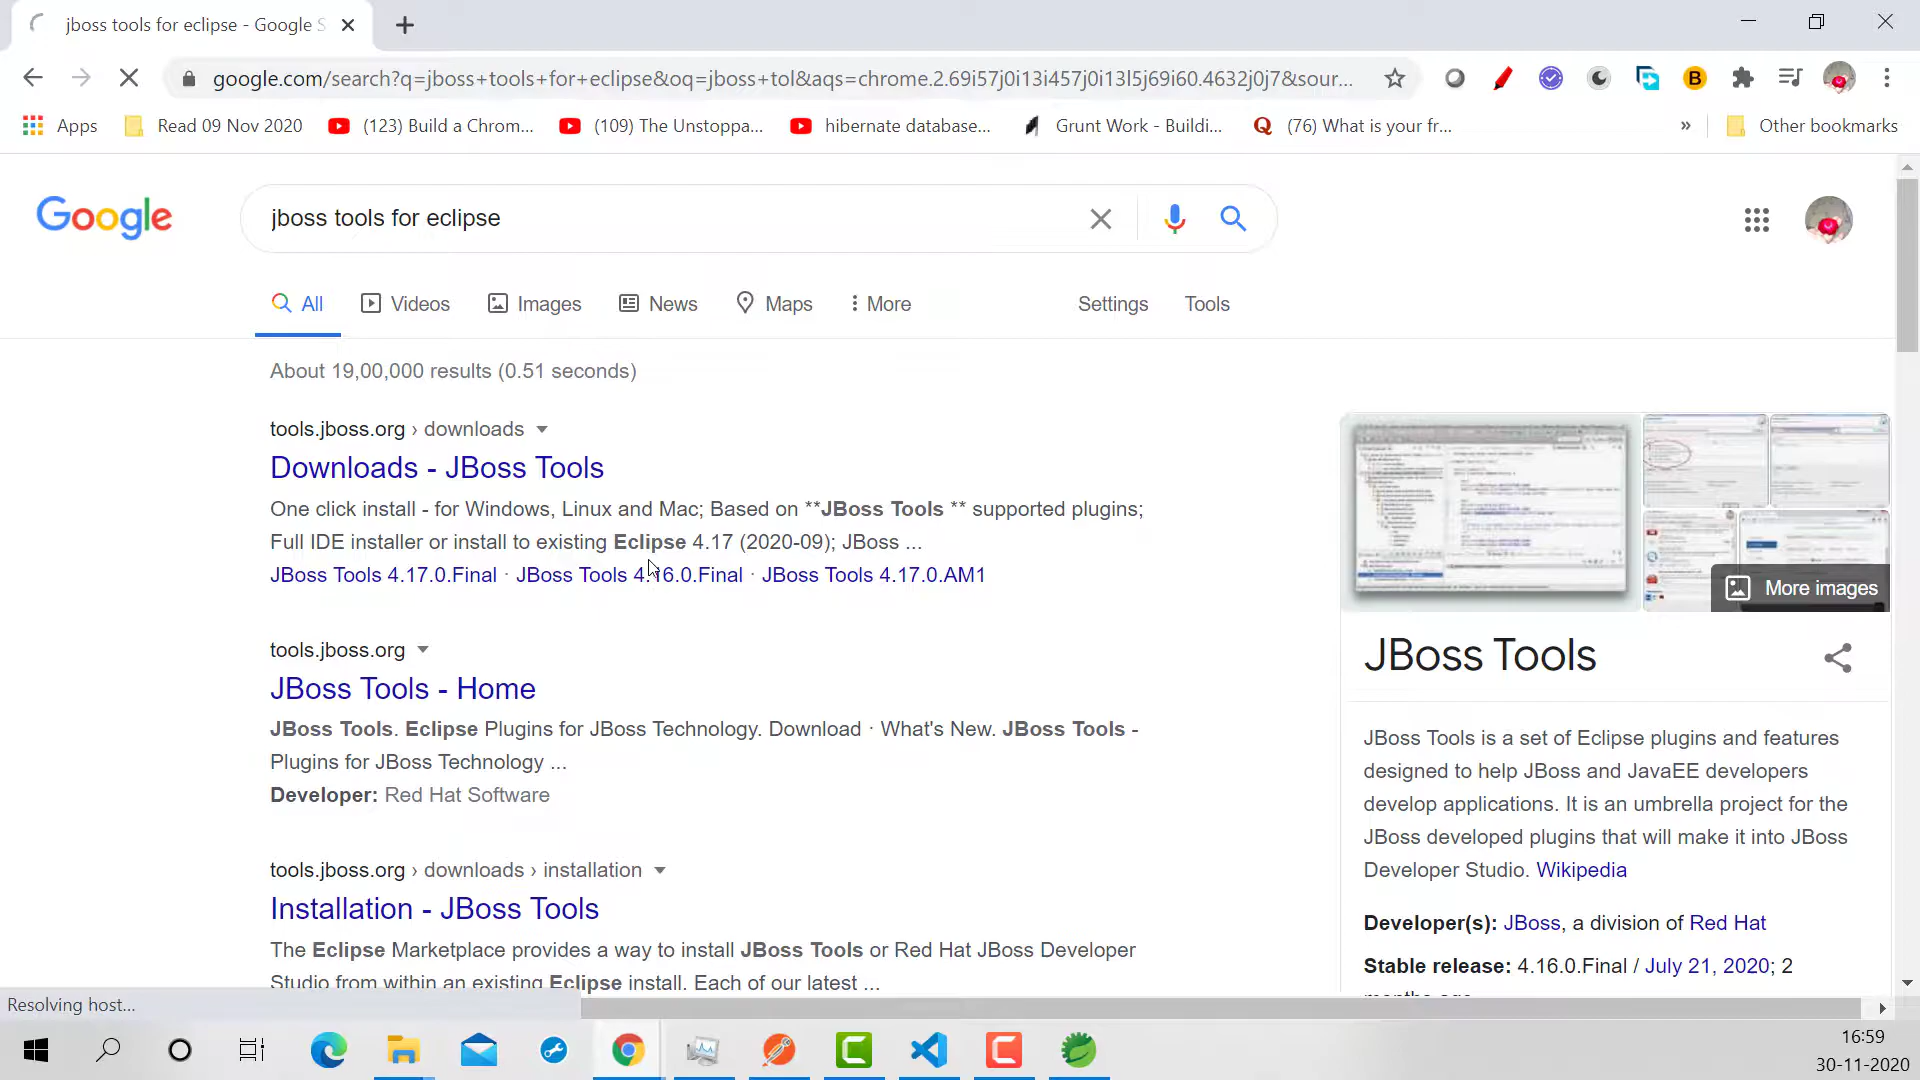 jboss tools for eclipse - Google S
google.com/search?q=jboss+tools+for+eclipse&oq=jboss+tol&aqs=chrome.2.69i57j0i13i457j0i13l5j69i60.4632j0j7&sour...
Apps
Read 09 Nov 2020
(123) Build a Chrom...
(109) The Unstoppa...
hibernate database...
Grunt Work - Buildi...
(76) What is your fr...
»
Other bookmarks
Google
jboss tools for eclipse
All
Videos
Images
News
Maps
More
Settings
Tools
About 19,00,000 results (0.51 seconds)
tools.jboss.org › downloads
Downloads - JBoss Tools
One click install - for Windows, Linux and Mac; Based on **JBoss Tools ** supported plugins;
Full IDE installer or install to existing Eclipse 4.17 (2020-09); JBoss ...
JBoss Tools 4.17.0.Final · JBoss Tools 4.16.0.Final · JBoss Tools 4.17.0.AM1
tools.jboss.org
JBoss Tools - Home
JBoss Tools. Eclipse Plugins for JBoss Technology. Download · What's New. JBoss Tools -
Plugins for JBoss Technology ...
Developer: Red Hat Software
tools.jboss.org › downloads › installation
Installation - JBoss Tools
The Eclipse Marketplace provides a way to install JBoss Tools or Red Hat JBoss Developer
Studio from within an existing Eclipse install. Each of our latest ...
More images
JBoss Tools
JBoss Tools is a set of Eclipse plugins and features
designed to help JBoss and JavaEE developers
develop applications. It is an umbrella project for the
JBoss developed plugins that will make it into JBoss
Developer Studio. Wikipedia
Developer(s): JBoss, a division of Red Hat
Stable release: 4.16.0.Final / July 21, 2020; 2
months ago
Resolving host...
16:59
30-11-2020